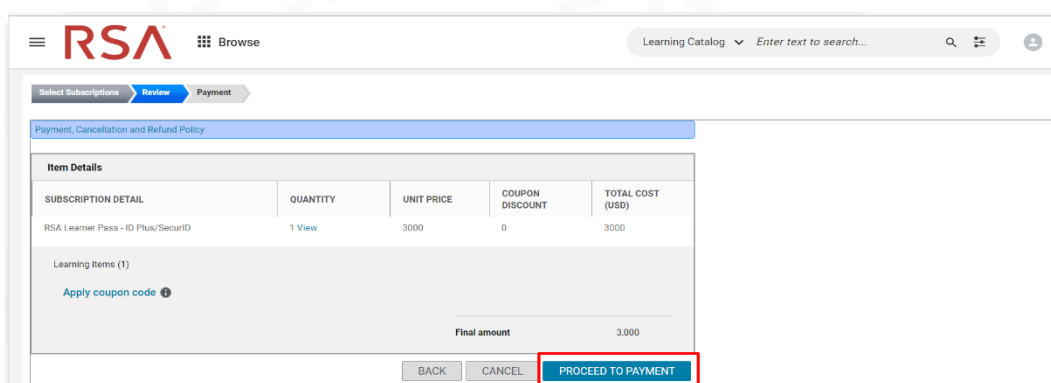 RSA
Browse
Learning Catalog Enter text to search...
Select Subscriptions Review Payment
Payment, Cancellation and Refund Policy
Item Details
SUBSCRIPTION DETAIL QUANTITY UNIT PRICE COUPON DISCOUNT TOTAL COST (USD)
RSA Learner Pass - ID Plus/SecurID 1 View 3000 0 3000
Learning items (1)
Apply coupon code
Final amount 3,000
BACK CANCEL PROCEED TO PAYMENT